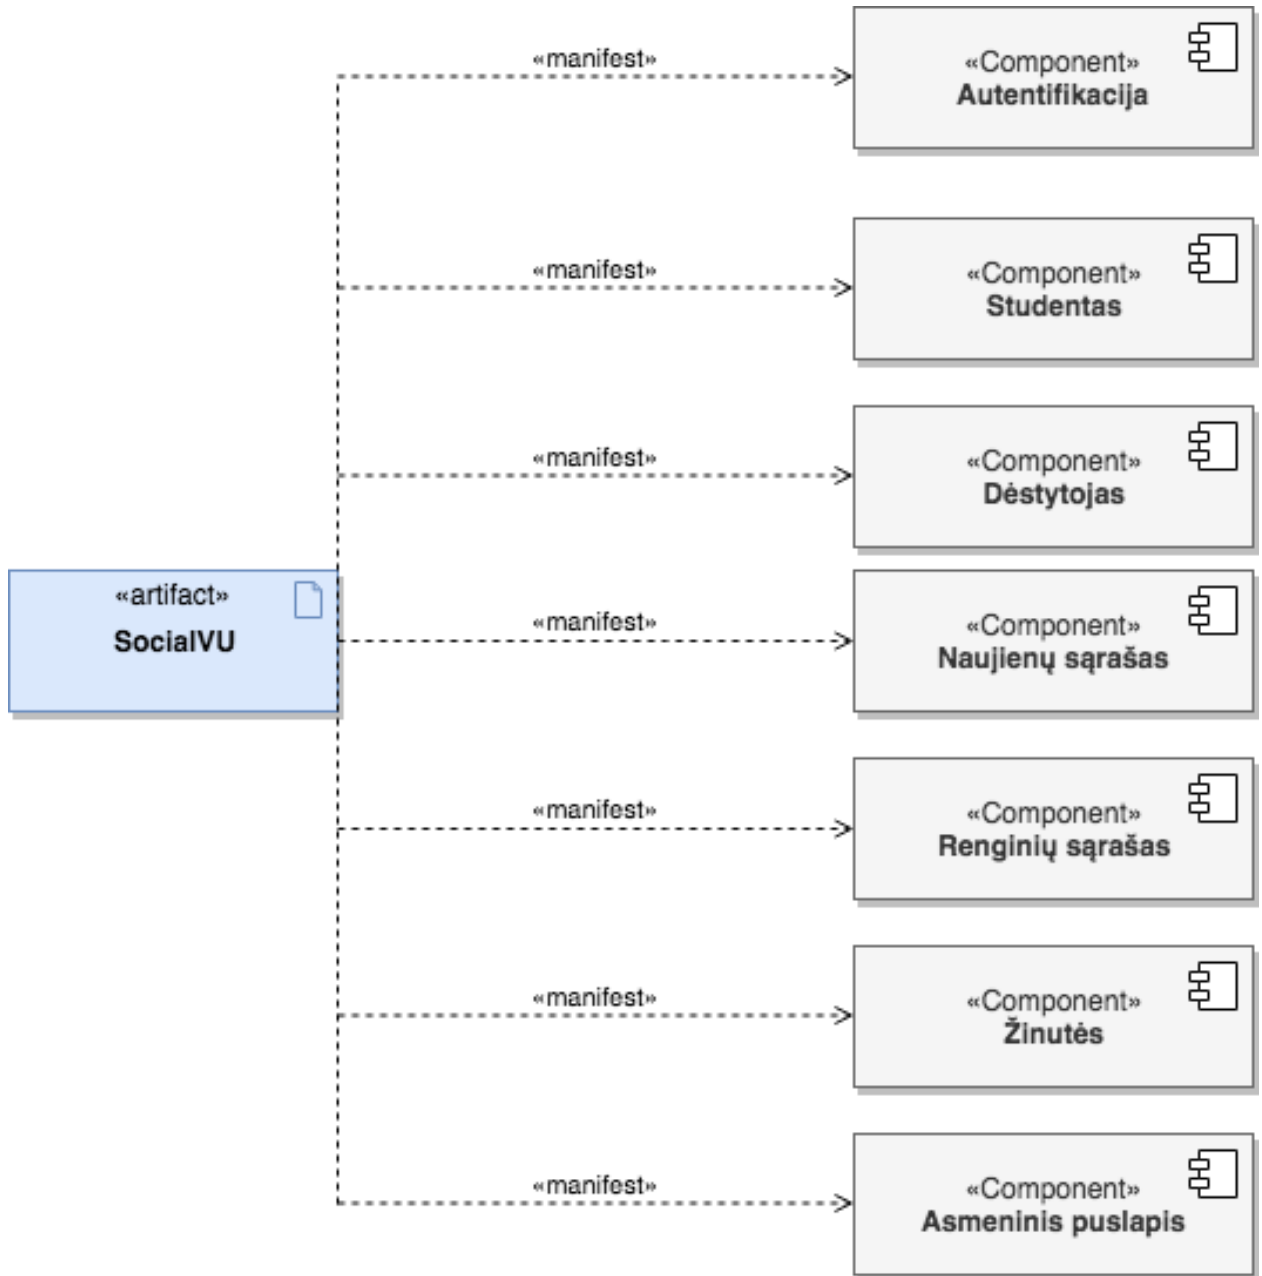 «manifest»
«Component»
Autentifikacija
«manifest»
«Component»
Studentas
«manifest»
«Component»
Dėstytojas
«artifact»
SocialVU
«manifest»
«Component»
Naujienų sąrašas
«manifest»
«Component»
Renginių sąrašas
«manifest»
«Component»
Žinutės
«manifest»
«Component»
Asmeninis puslapis